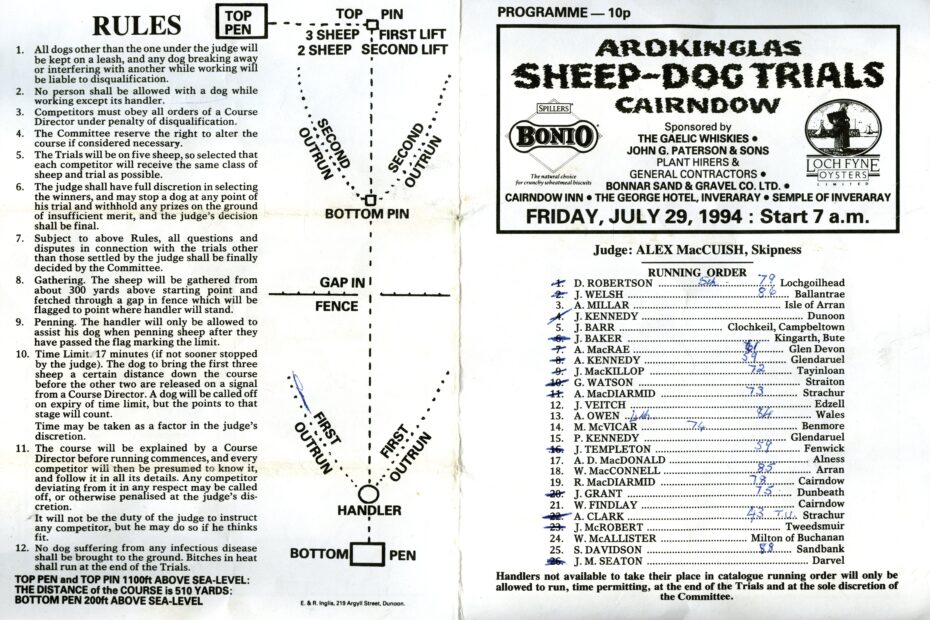 RULES
1. All dogs other than the one under the judge will
be kept on a leash, and any dog breaking away
or interfering with another while working will
be liable to disqualification.
2. No person shall be allowed with a dog while
working except its handler.
3. Competitors must obey all orders of a Course
Director under penalty of disqualification.
4. The Committee reserve the right to alter the
course if considered necessary.
5. The Trials will be on five sheep, so selected that
each competitor will receive the same class of
sheep and trial as possible.
6. The judge shall have full discretion in selecting
the winners, and may stop a dog at any point of
his trial and withhold any prizes on the ground
of insufficient merit, and the judge's decision
shall be final.
7. Subject to above Rules, all questions and
disputes in connection with the trials other
than those settled by the judge shall be finally
decided by the Committee.
8. Gathering. The sheep will be gathered from
about 300 yards above starting point and
fetched through a gap in fence which will be
flagged to point where handler will stand.
9. Penning. The handler will only be allowed to
assist his dog when penning sheep after they
have passed the flag marking the limit.
10. Time Limit. 17 minutes (if not sooner stopped
by the judge). The dog to bring the first three
sheep a certain distance down the course
before the other two are released on a signal
from a Course Director. A dog will be called off
on expiry of time limit, but the points to that
stage will count.
Time may be taken as a factor in the judge's
discretion.
11. The course will be explained by a Course
Director before running commences, and every
competitor will then be presumed to know it,
and follow it in all its details. Any competitor
deviating from it in any respect may be called
off, or otherwise penalised at the judge's dis-
cretion.
It will not be the duty of the judge to instruct
any competitor, but he may do so if he thinks
fit.
12. No dog suffering from any infectious disease
shall be brought to the ground. Bitches in heat
shall run at the end of the Trials.
TOP PEN and TOP PIN 1100ft ABOVE SEA-LEVEL:
THE DISTANCE of the COURSE IS 510 YARDS:
BOTTOM PEN 200ft ABOVE SEA-LEVEL
TOP
PEN
TOP PIN
3 SHEEP FIRST LIFT
2 SHEEP SECOND LIFT
SECOND
OUTRUN
SECOND
OUTRUN
BOTTOM PIN
GAP IN
FENCE
FIRST
OUTRUN
FIRST
OUTRUN
HANDLER
BOTTOM PEN
E. & R. Inglis, 219 Argyll Street, Dunoon.
PROGRAMME — 10p
ARDKINGLAS
SHEEP-DOG TRIALS
CAIRNDOW
SPILLERS
BONIO
The natural choice
for crunchy wheatmeal biscuits
Sponsored by
THE GAELIC WHISKIES •
JOHN G. PATERSON & SONS
PLANT HIRERS &
GENERAL CONTRACTORS •
BONNAR SAND & GRAVEL CO. LTD. •
CAIRNDOW INN • THE GEORGE HOTEL, INVERARAY • SEMPLE OF INVERARAY
LOCH FYNE
OYSTERS
LIMITED
FRIDAY, JULY 29, 1994 : Start 7 a.m.
Judge: ALEX MacCUISH, Skipness
RUNNING ORDER
1. D. ROBERTSON 5th 79 Lochgoilhead
2. J. WELSH 86 Ballantrae
3. A. MILLAR Isle of Arran
4. J. KENNEDY Dunoon
5. J. BARR Clochkeil, Campbeltown
6. J. BAKER Kingarth, Bute
7. A. MacRAE Glen Devon
8. A. KENNEDY 59 Glendaruel
9. J. MacKILLOP 72 Tayinloan
10. G. WATSON Straiton
11. A. MacDIARMID 73 Strachur
12. J. VEITCH Edzell
13. A. OWEN 4th 84 Wales
14. M. McVICAR 74 Benmore
15. P. KENNEDY Glendaruel
16. J. TEMPLETON 59 Fenwick
17. A. D. MacDONALD Alness
18. W. MacCONNELL 85 Arran
19. R. MacDIARMID 78 Cairndow
20. J. GRANT 75 Dunbeath
21. W. FINDLAY Cairndow
22. A. CLARK 43 T.U. Strachur
23. J. McROBERT Tweedsmuir
24. W. McALLISTER Milton of Buchanan
25. S. DAVIDSON 88 Sandbank
26. J. M. SEATON Darvel
Handlers not available to take their place in catalogue running order will only be
allowed to run, time permitting, at the end of the Trials and at the sole discretion of
the Committee.